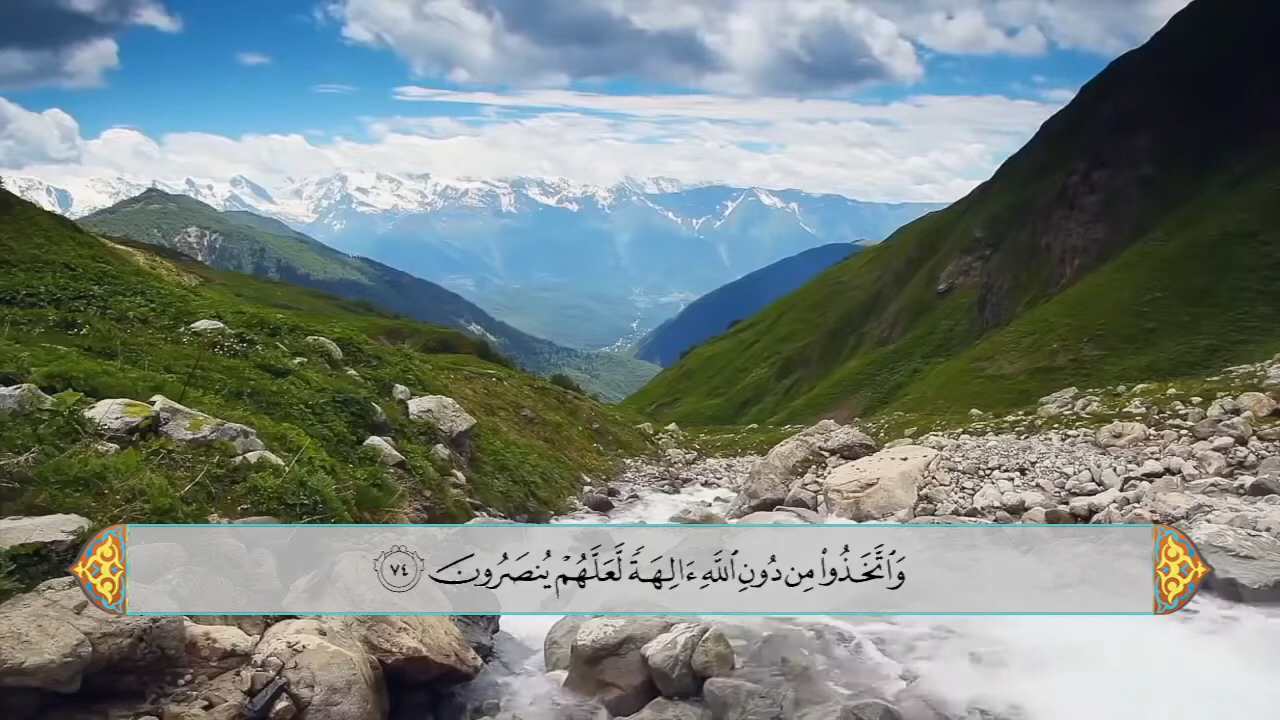 وَٱتَّخَذُوا۟ مِن دُونِ ٱللَّهِ ءَالِهَةً لَّعَلَّهُمْ يُنصَرُونَ ٧٤